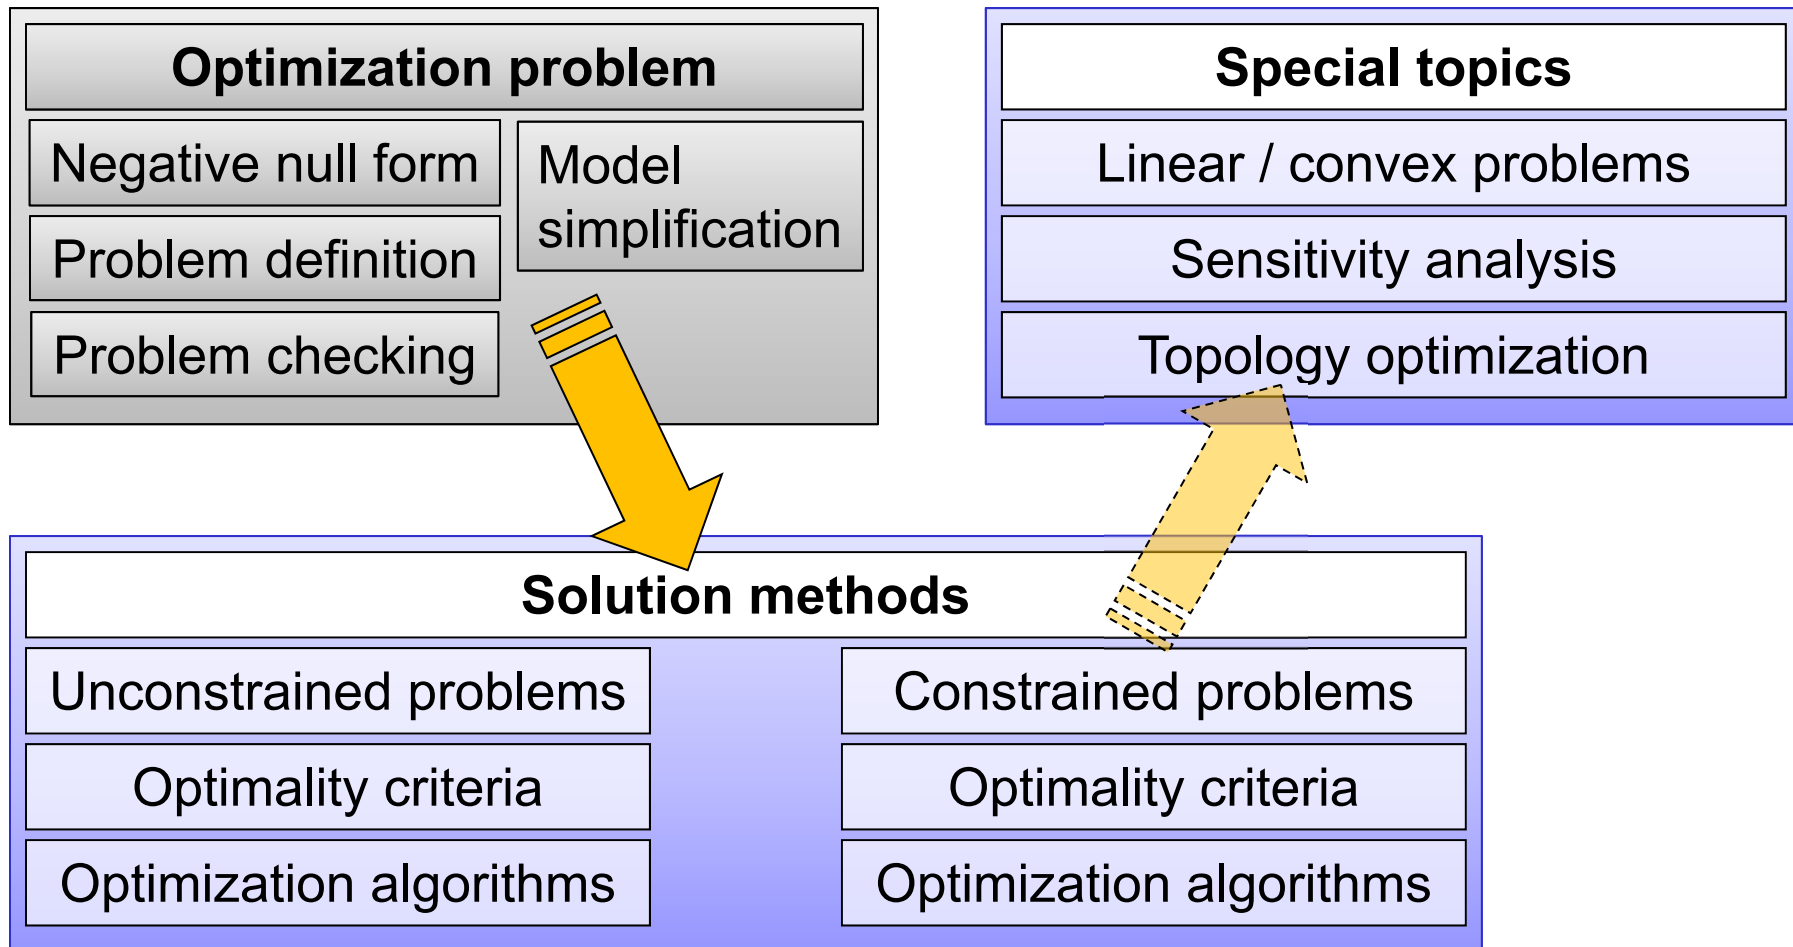 Optimization problem
Negative null form
Problem definition
Problem checking
Model
simplification
Special topics
Linear / convex problems
Sensitivity analysis
Topology optimization
Solution methods
Unconstrained problems
Optimality criteria
Optimization algorithms
Constrained problems
Optimality criteria
Optimization algorithms